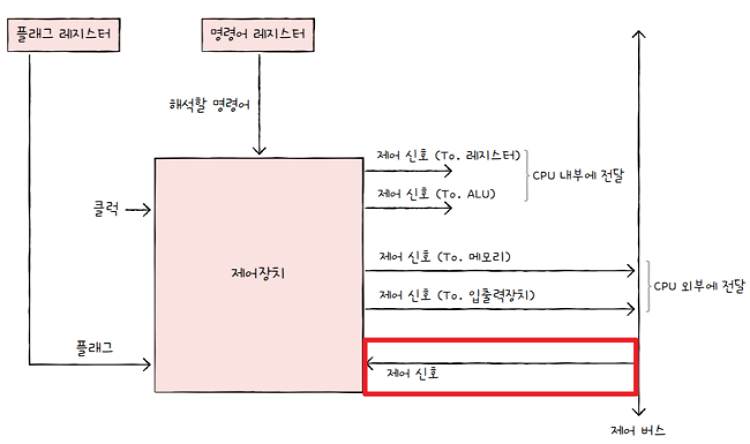 플래그 레지스터
명령어 레지스터
해석할 명령어
제어 신호 (To. 레지스터)
CPU 내부에 전달
제어 신호 (To. ALU)
클럭
제어장치
제어 신호 (To. 메모리)
CPU 외부에 전달
제어 신호 (To. 입출력장치)
플래그
제어 신호
제어 버스